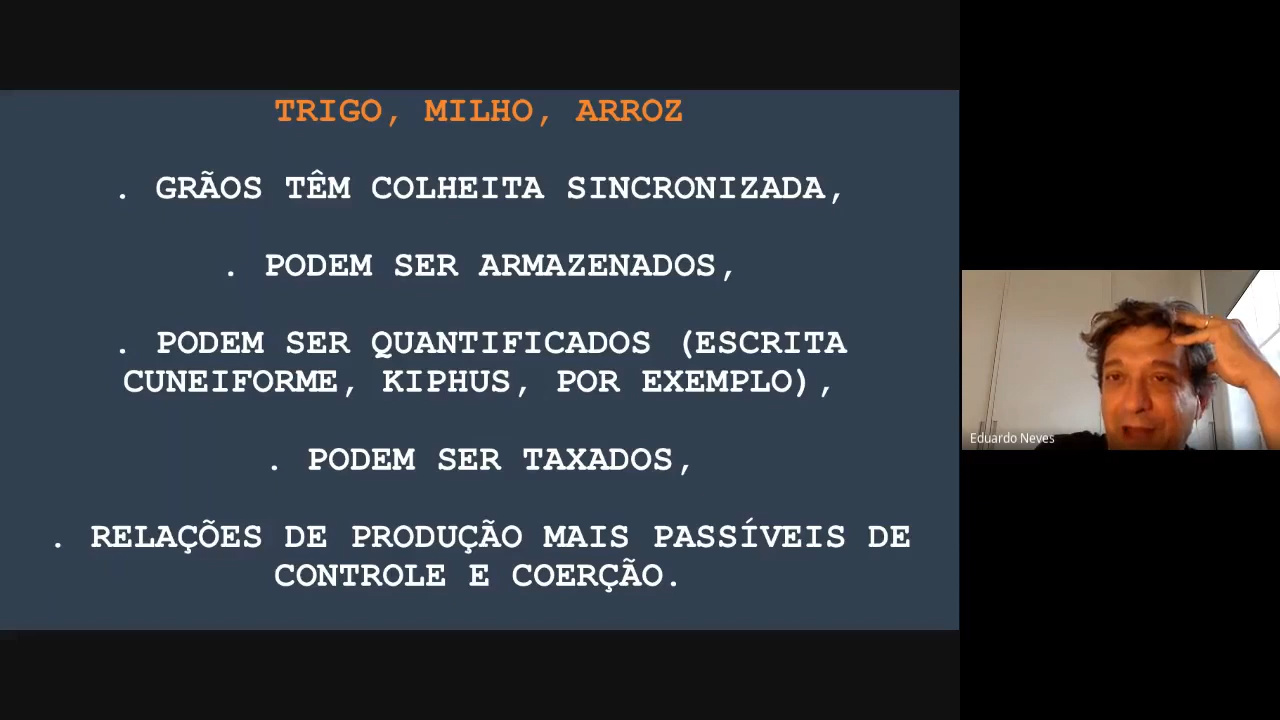 TRIGO, MILHO, ARROZ
. GRÃOS TÊM COLHEITA SINCRONIZADA,
. PODEM SER ARMAZENADOS,
. PODEM SER QUANTIFICADOS (ESCRITA
CUNEIFORME, KIPHUS, POR EXEMPLO),
. PODEM SER TAXADOS,
. RELAÇÕES DE PRODUÇÃO MAIS PASSÍVEIS DE
CONTROLE E COERÇÃO.
Eduardo Neves